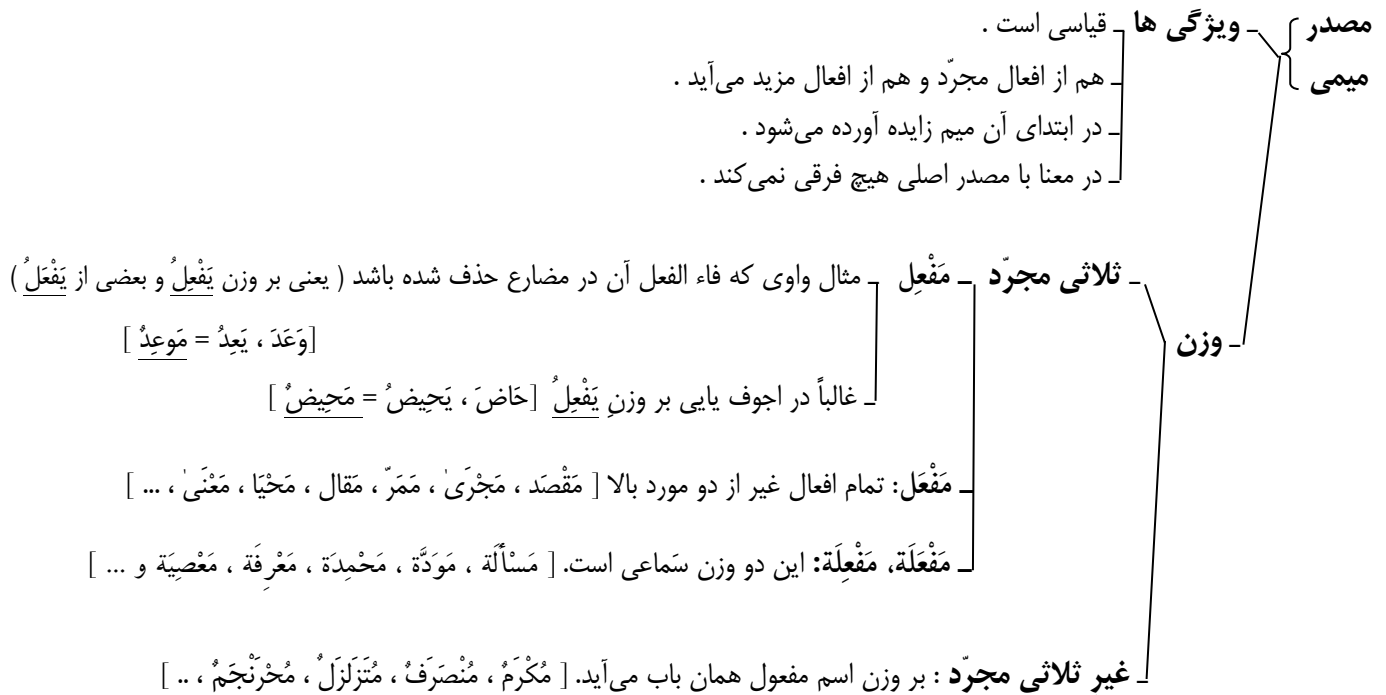 مصدر ـ ویژگی ها ـ قیاسی است .
میمی ـ هم از افعال مجرّد و هم از افعال مزید می‌آید .
ـ در ابتدای آن میم زایده آورده می‌شود .
ـ در معنا با مصدر اصلی هیچ فرقی نمی‌کند .
ـ ثلاثی مجرّد ـ مَفْعِل ـ مثال واوی که فاء الفعل آن در مضارع حذف شده باشد ( یعنی بر وزن یَفْعِلُ و بعضی از یَفْعَلُ )
ـ وزن [وَعَدَ ، یَعِدُ = مَوعِدٌ ]
ـ غالباً در اجوف یایی بر وزنِ یَفْعِلُ [حَاضَ ، یَحِیضُ = مَحِیضٌ ]
ـ مَفْعَل: تمام افعال غیر از دو مورد بالا [ مَقْصَد ، مَجْرَیٰ ، مَمَرّ ، مَقال ، مَحْیَا ، مَعْنَیٰ ، ... ]
ـ مَفْعَلَة، مَفْعِلَة: این دو وزن سَماعی است. [ مَسْأَلَة ، مَوَدَّة ، مَحْمِدَة ، مَعْرِفَة ، مَعْصِیَة و ... ]
ـ غیر ثلاثی مجرّد : بر وزن اسم مفعول همان باب می‌آید. [ مُکْرَمٌ ، مُنْصَرَفٌ ، مُتَزَلزَلٌ ، مُحْرَنْجَمٌ ، .. ]